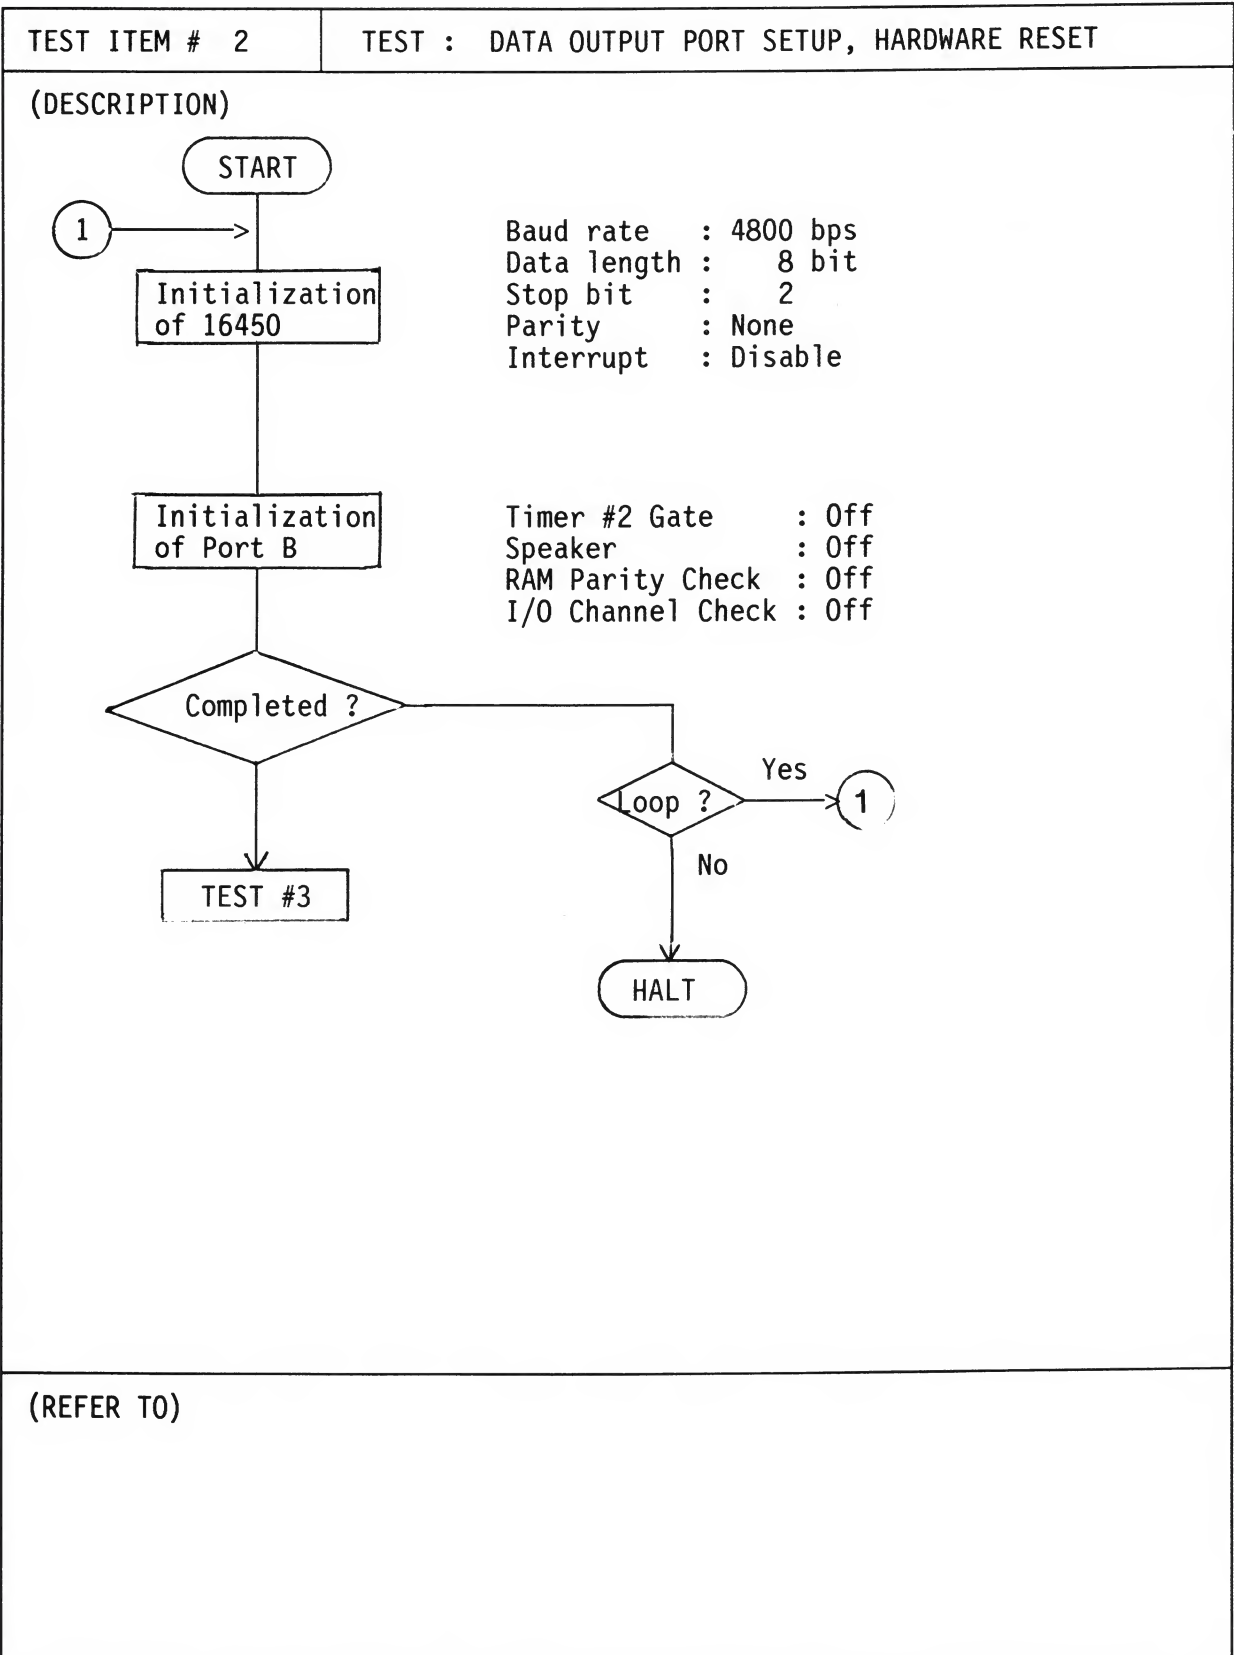 TEST ITEM # 2
TEST : DATA OUTPUT PORT SETUP, HARDWARE RESET
(DESCRIPTION)
START
1
Baud rate : 4800 bps
Data length : 8 bit
Stop bit : 2
Parity : None
Interrupt : Disable
Initialization
of 16450
Initialization
of Port B
Timer #2 Gate : Off
Speaker : Off
RAM Parity Check : Off
I/O Channel Check : Off
Completed ?
Loop ?
Yes
1
No
TEST #3
HALT
(REFER TO)